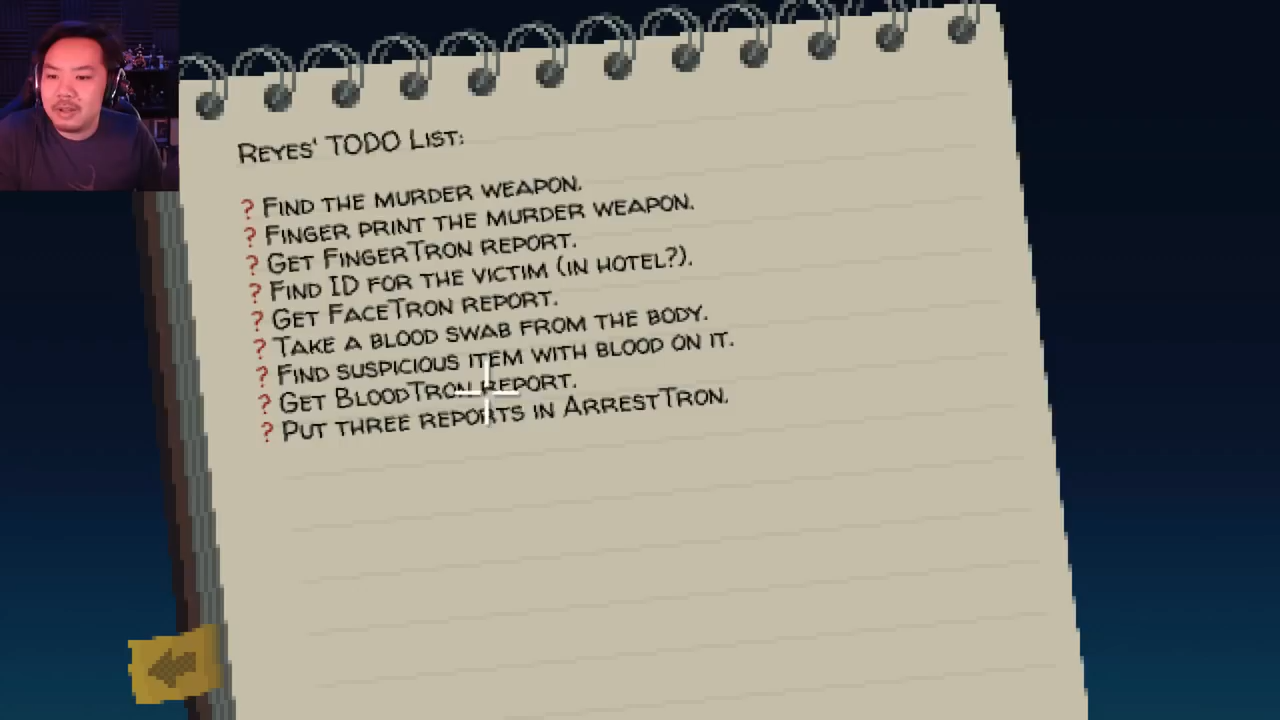 Reyes' TODO List:
? Find the murder weapon.
? Finger print the murder weapon.
? Get FingerTron report.
? Find ID for the victim (in hotel?).
? Get FaceTron report.
? Take a blood swab from the body.
? Find suspicious item with blood on it.
? Get BloodTron report.
? Put three reports in ArrestTron.